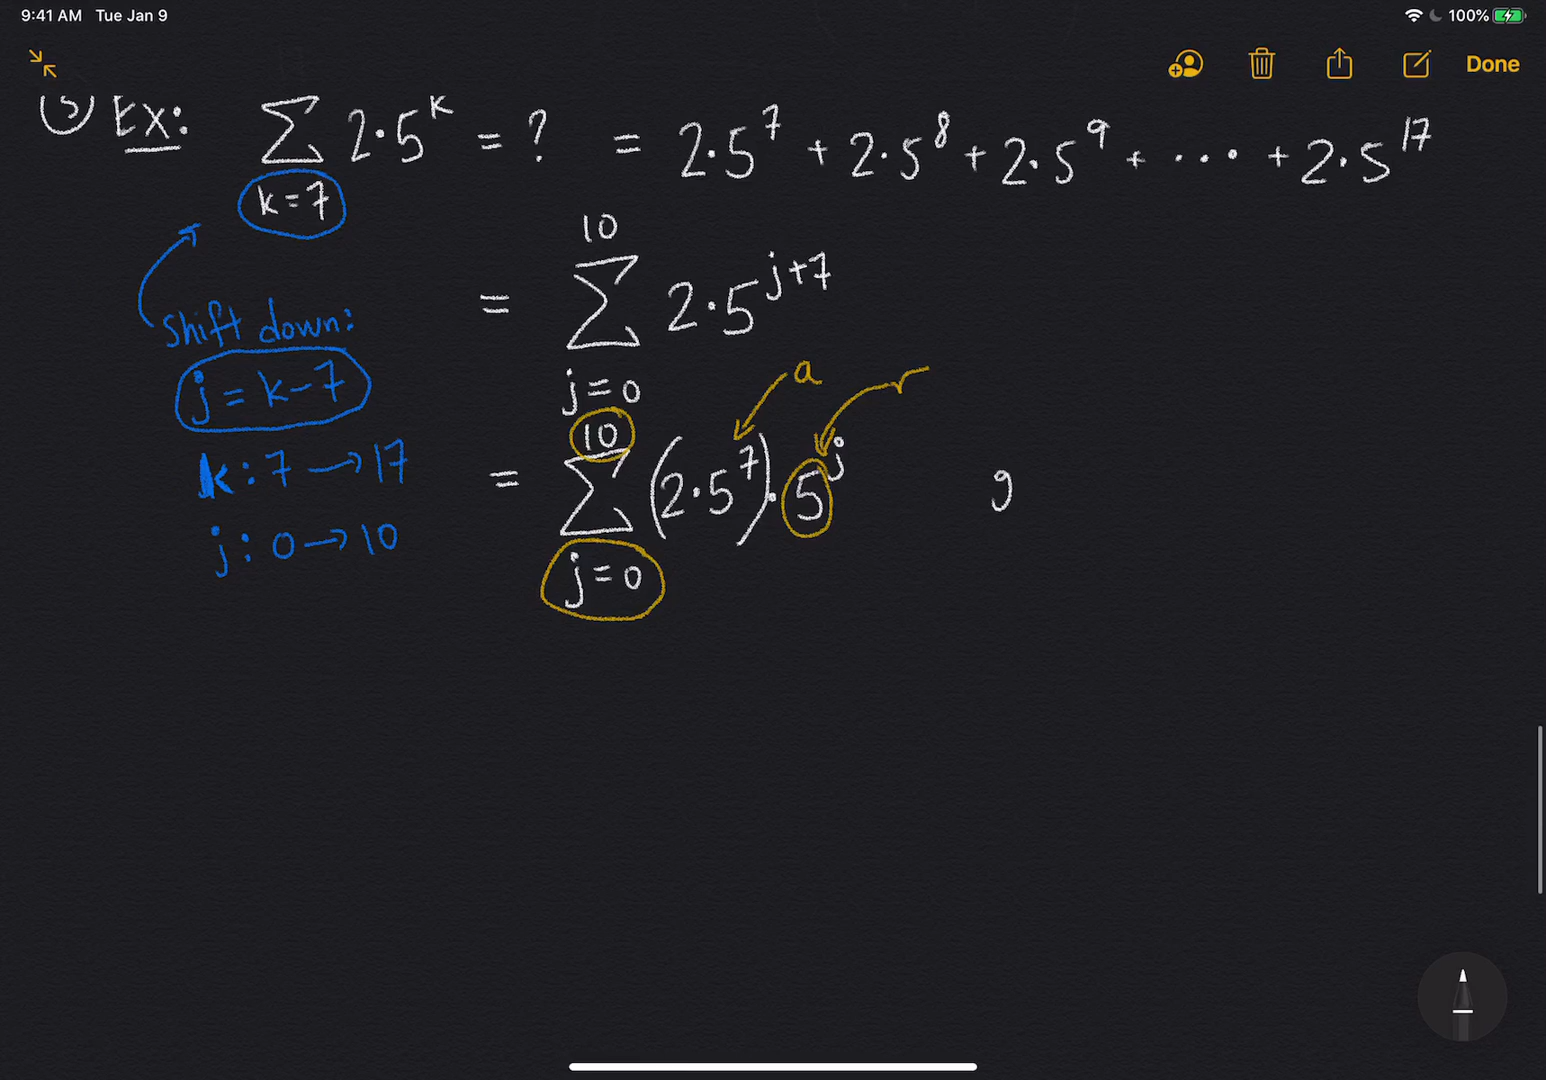 9:41 AM Tue Jan 9
100%
Done
Ex: ∑ 2·5^k = ? = 2·5^7 + 2·5^8 + 2·5^9 + ··· + 2·5^17
k=7
10
= ∑ 2·5^(j+7)
j=0
Shift down:
j = k-7
k: 7 → 17
j: 0 → 10
a
r
10
= ∑ (2·5^7)·5^j
j=0
g